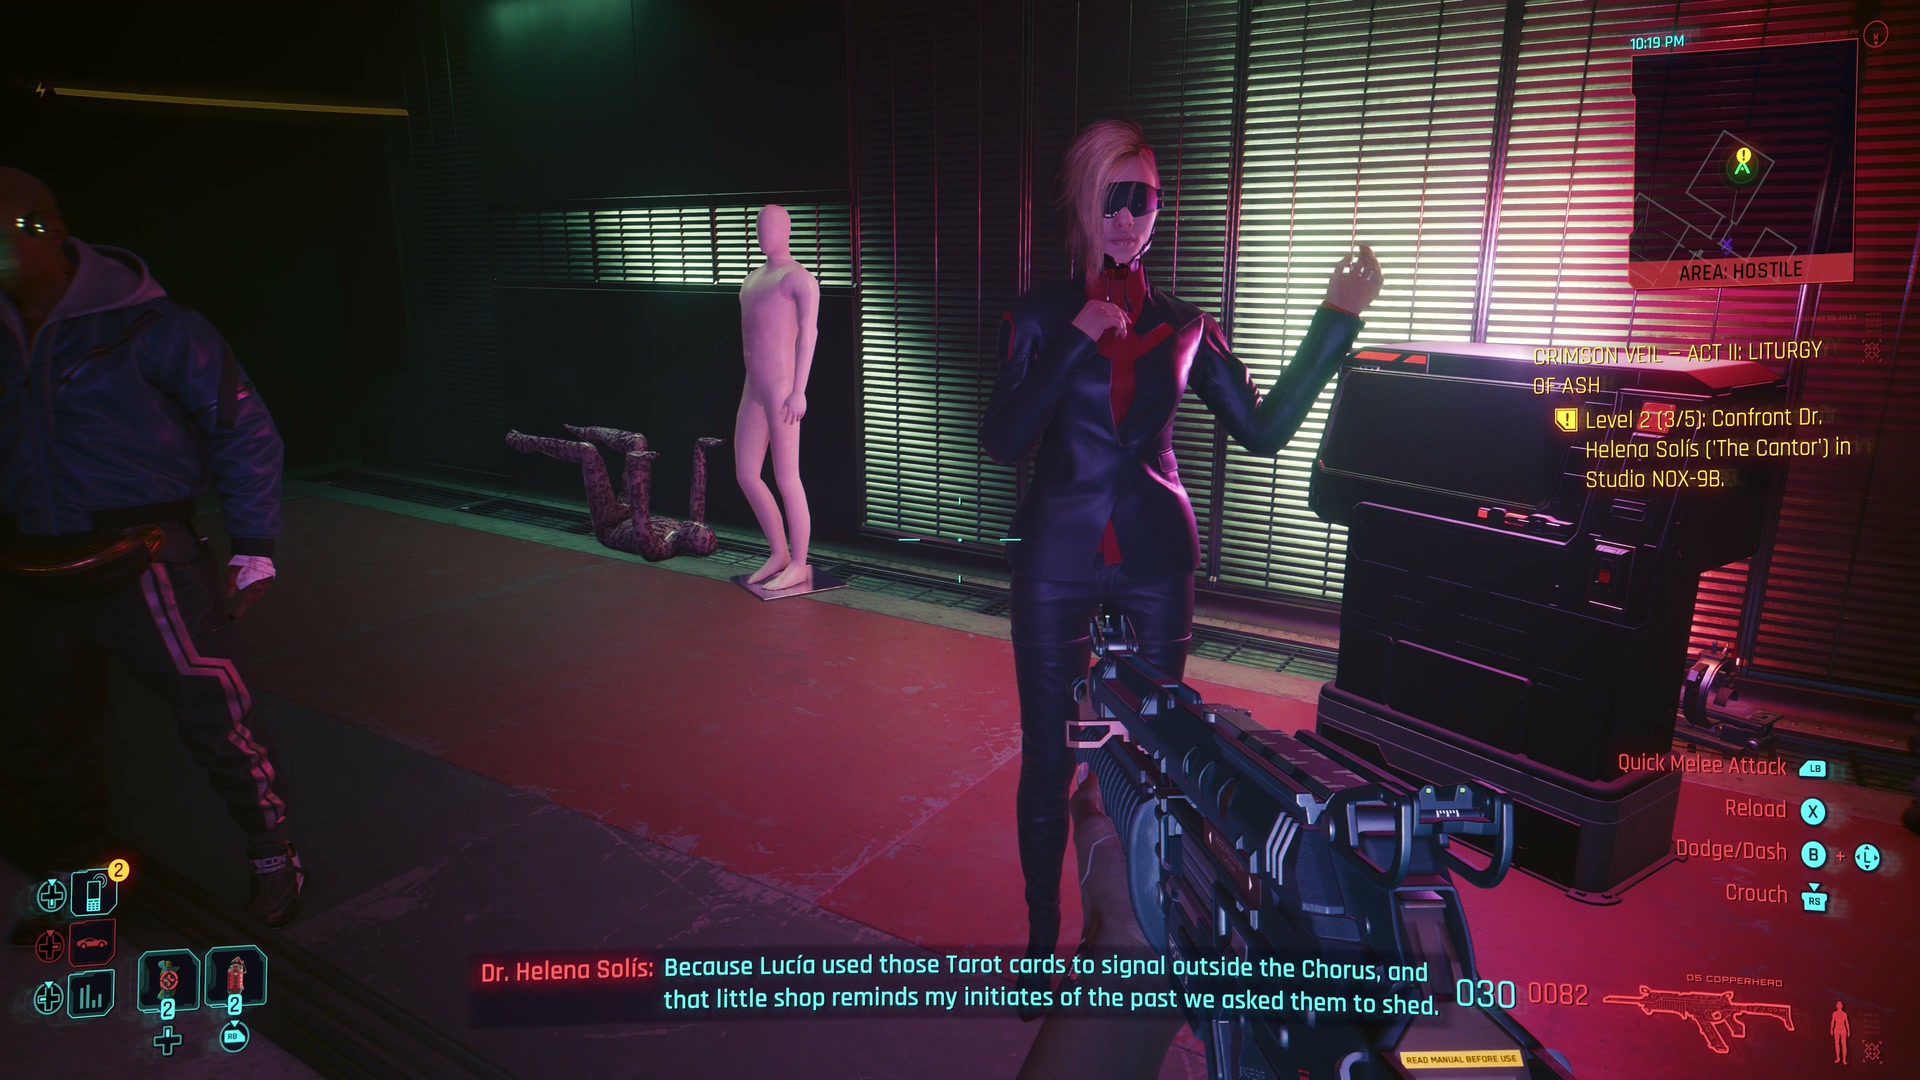 10:19 PM
N
AREA: HOSTILE
CRIMSON VEIL – ACT II: LITURGY
OF ASH
Level 2 (3/5): Confront Dr.
Helena Solís ('The Cantor') in
Studio NOX-9B.
Quick Melee Attack LB
Reload X
Dodge/Dash B + L
Crouch RS
2
2
2
RB
Dr. Helena Solís: Because Lucía used those Tarot cards to signal outside the Chorus, and
that little shop reminds my initiates of the past we asked them to shed.
030 0082
D5 COPPERHEAD
READ MANUAL BEFORE USE